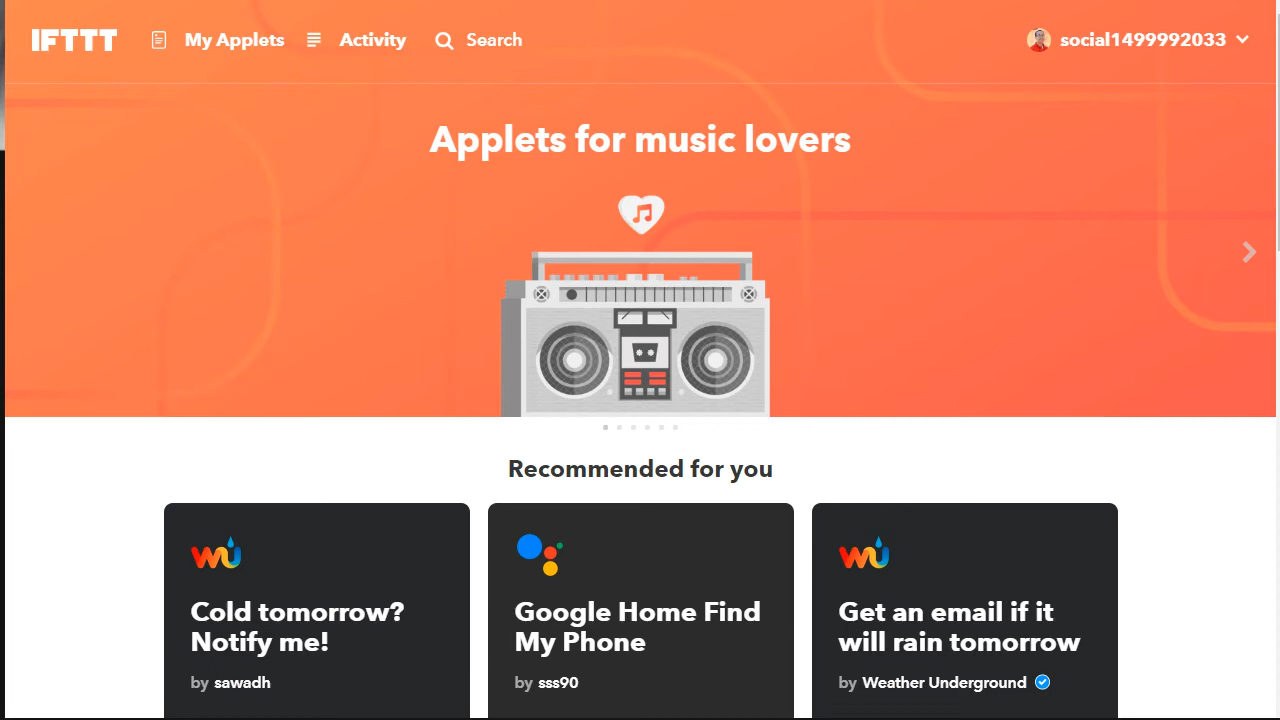 IFTTT My Applets Activity Search social1499992033
Applets for music lovers
Recommended for you
Cold tomorrow?
Notify me!
by sawadh
Google Home Find
My Phone
by sss90
Get an email if it
will rain tomorrow
by Weather Underground